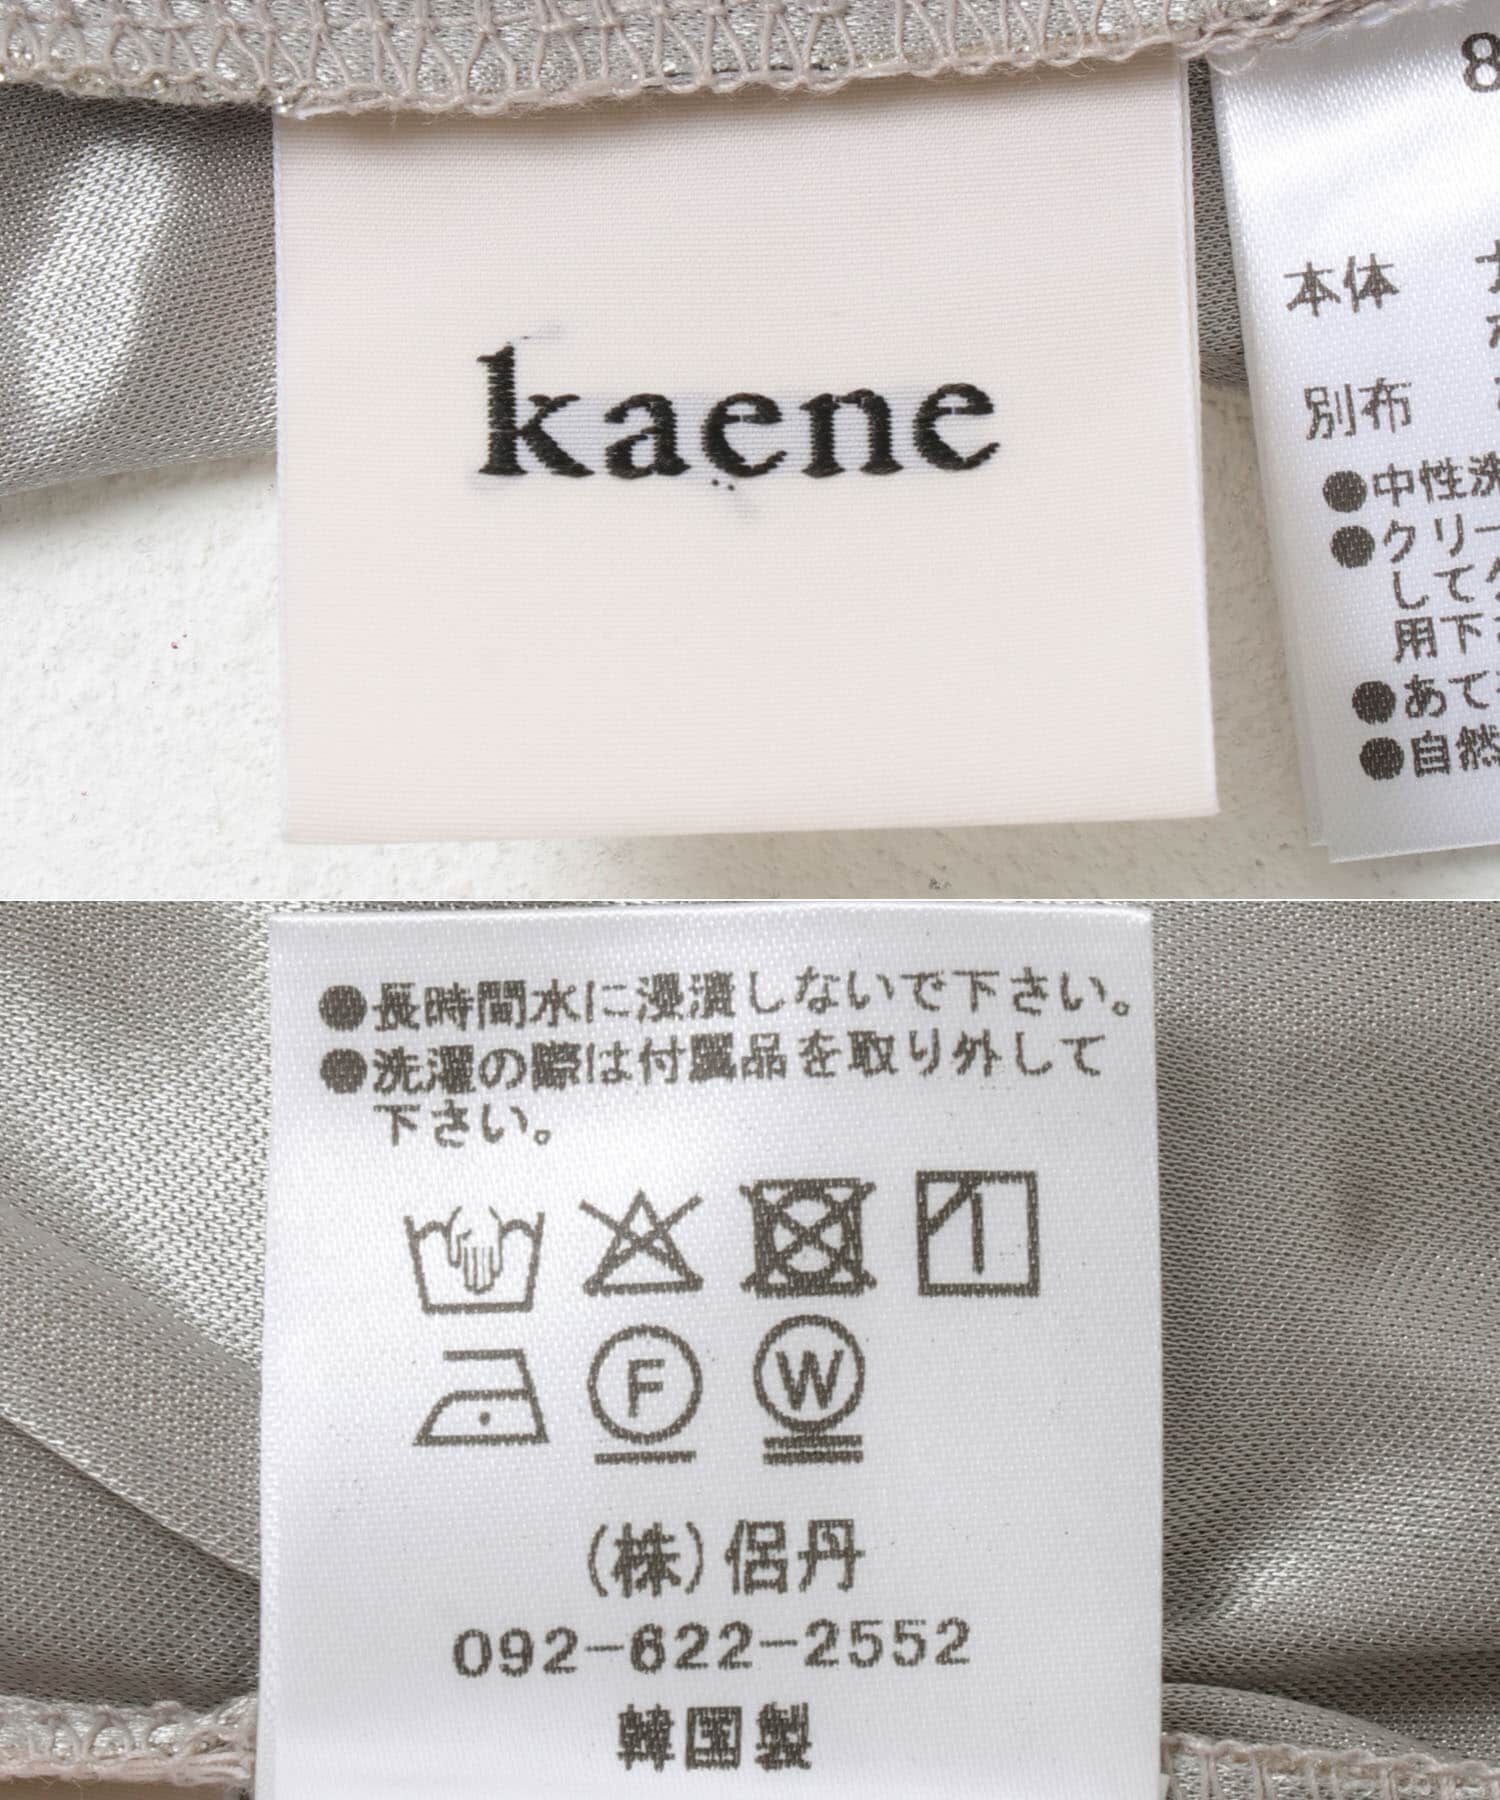 kaene
8
本体
別布
●中性洗
●クリー
して
用下
●あて
●自然
●長時間水に浸漬しないで下さい。
●洗濯の際は付属品を取り外して
下さい。
F W
(株)侶丹
092-622-2552
韓国製